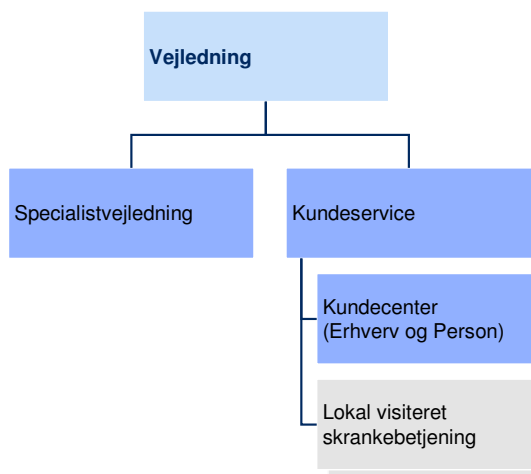 Vejledning
Specialistvejledning
Kundeservice
Kundecenter
(Erhverv og Person)
Lokal visiteret
skrankebetjening